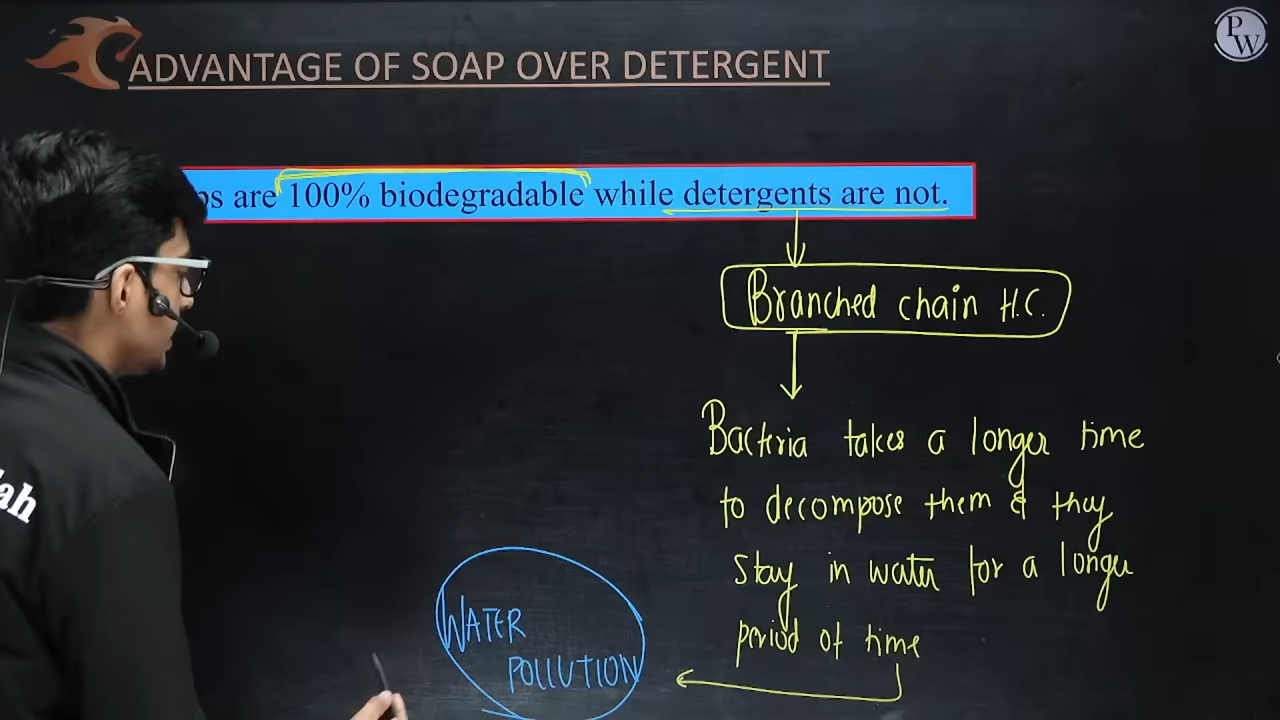 ADVANTAGE OF SOAP OVER DETERGENT
PW
are 100% biodegradable while detergents are not.
Branched chain H.C.
Bacteria takes a longer time
to decompose them & they
stay in water for a longer
period of time
WATER
POLLUTION